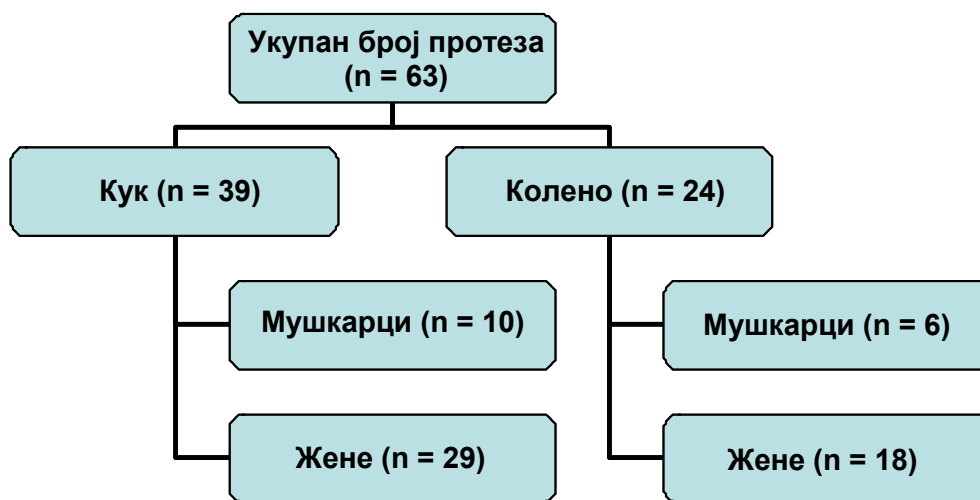 Укупан број протеза
(n = 63)
Кук (n = 39)
Колено (n = 24)
Мушкарци (n = 10)
Мушкарци (n = 6)
Жене (n = 29)
Жене (n = 18)